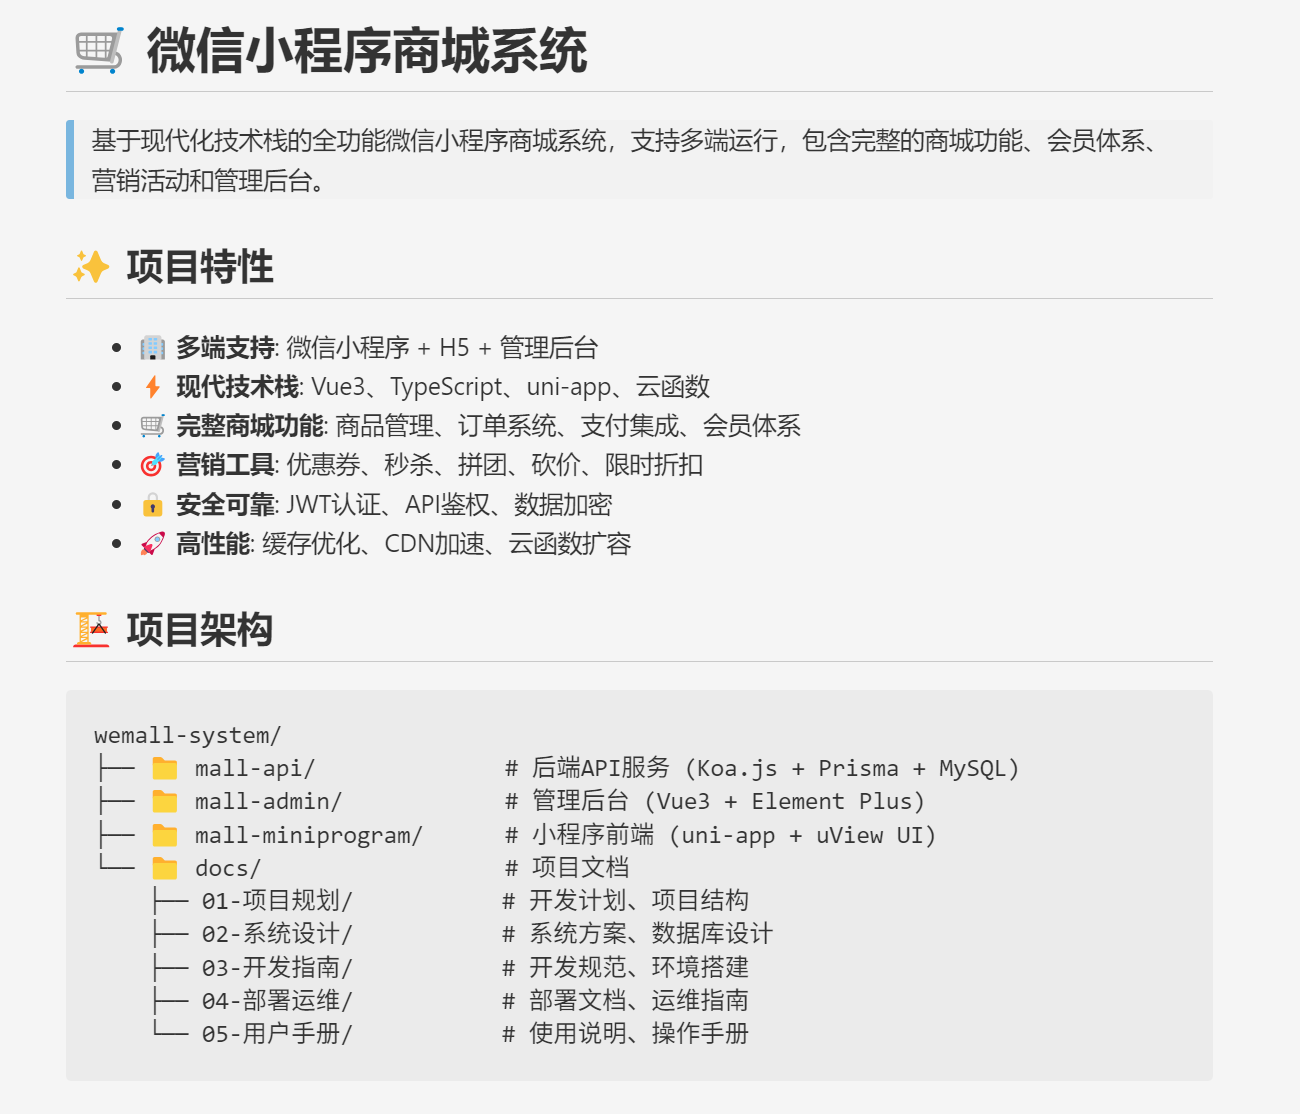 🛒 微信小程序商城系统
基于现代化技术栈的全功能微信小程序商城系统，支持多端运行，包含完整的商城功能、会员体系、
营销活动和管理后台。
✨ 项目特性
• 🏢 多端支持: 微信小程序 + H5 + 管理后台
• ⚡ 现代技术栈: Vue3、TypeScript、uni-app、云函数
• 🛒 完整商城功能: 商品管理、订单系统、支付集成、会员体系
• 🎯 营销工具: 优惠券、秒杀、拼团、砍价、限时折扣
• 🔒 安全可靠: JWT认证、API鉴权、数据加密
• 🚀 高性能: 缓存优化、CDN加速、云函数扩容
🏗️ 项目架构
wemall-system/
├── 📁 mall-api/              # 后端API服务 (Koa.js + Prisma + MySQL)
├── 📁 mall-admin/            # 管理后台 (Vue3 + Element Plus)
├── 📁 mall-miniprogram/      # 小程序前端 (uni-app + uView UI)
└── 📁 docs/                  # 项目文档
    ├── 01-项目规划/           # 开发计划、项目结构
    ├── 02-系统设计/           # 系统方案、数据库设计
    ├── 03-开发指南/           # 开发规范、环境搭建
    ├── 04-部署运维/           # 部署文档、运维指南
    └── 05-用户手册/           # 使用说明、操作手册